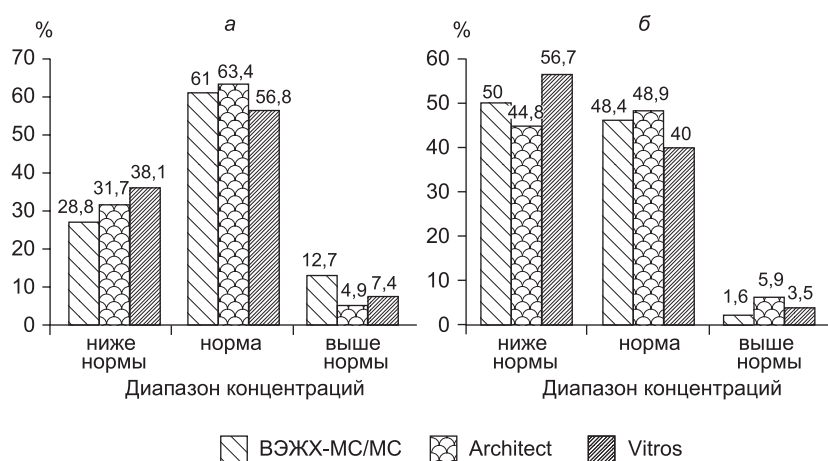 %
а
70
60
50
40
30
20
10
0
28,8
31,7
38,1
61
63,4
56,8
12,7
4,9
7,4
ниже
нормы
норма
выше
нормы
Диапазон концентраций
%
б
60
50
40
30
20
10
0
50
44,8
56,7
48,4
48,9
40
1,6
5,9
3,5
ниже
нормы
норма
выше
нормы
Диапазон концентраций
ВЭЖХ-МС/МС
Architect
Vitros